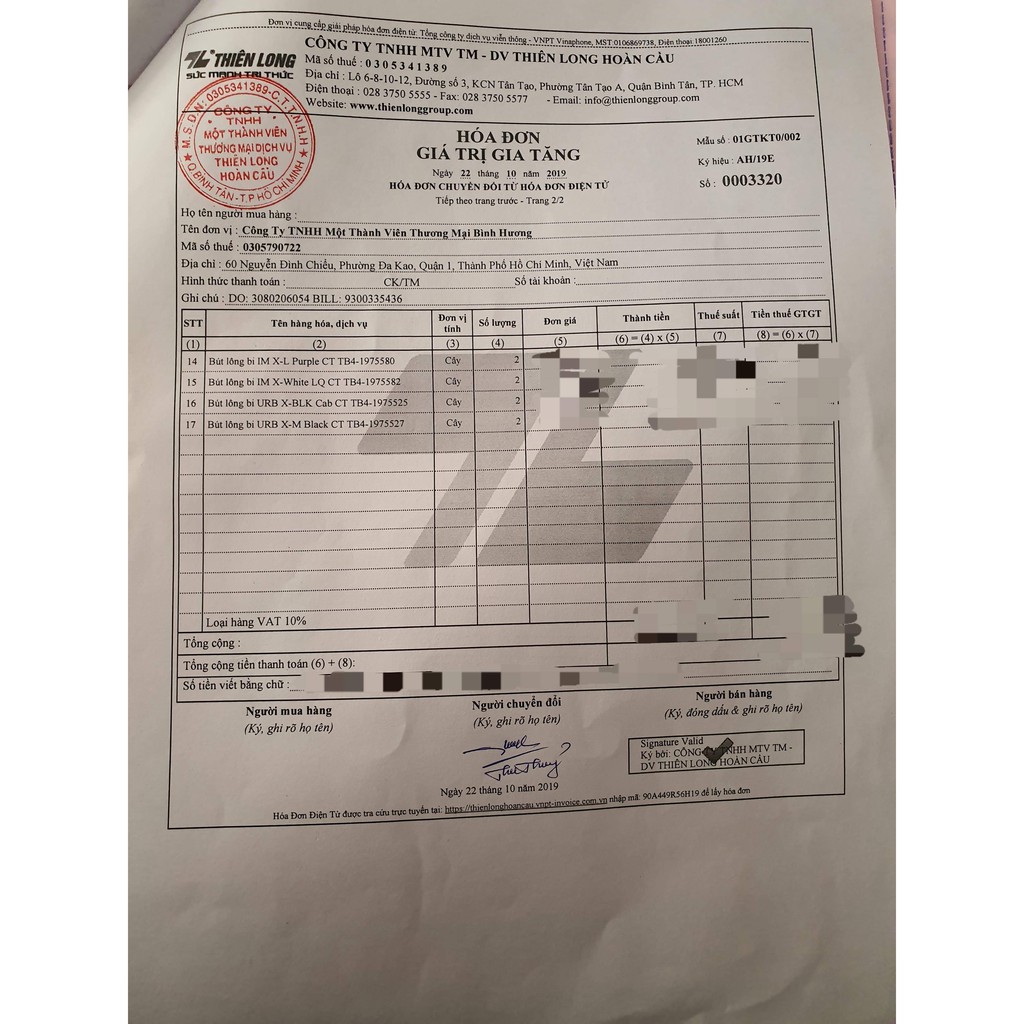 Đơn vị cung cấp giải pháp hóa đơn điện tử: Tổng công ty dịch vụ viễn thông - VNPT Vinaphone, MST 0106869738, Điện thoại 18001260
THIÊN LONG
SỨC MẠNH TRI THỨC
CÔNG TY TNHH MTV TM - DV THIÊN LONG HOÀN CẦU
Mã số thuế : 0305341389
Địa chỉ : Lô 6-8-10-12, Đường số 3, KCN Tân Tạo, Phường Tân Tạo A, Quận Bình Tân, TP. HCM
Điện thoại : 028 3750 5555 - Fax: 028 3750 5577 - Email: info@thienlonggroup.com
Website: www.thienlonggroup.com
M.S.D.N: 0305341389-C.T.T.N.H.H
CÔNG TY
TNHH
MỘT THÀNH VIÊN
THƯƠNG MẠI DỊCH VỤ
THIÊN LONG
HOÀN CẦU
Q.BÌNH TÂN-T.P HỒ CHÍ MINH
HÓA ĐƠN
GIÁ TRỊ GIA TĂNG
Ngày 22 tháng 10 năm 2019
HÓA ĐƠN CHUYỂN ĐỔI TỪ HÓA ĐƠN ĐIỆN TỬ
Tiếp theo trang trước - Trang 2/2
Mẫu số : 01GTKT0/002
Ký hiệu : AH/19E
Số : 0003320
Họ tên người mua hàng :
Tên đơn vị : Công Ty TNHH Một Thành Viên Thương Mại Bình Hương
Mã số thuế : 0305790722
Địa chỉ : 60 Nguyễn Đình Chiểu, Phường Đa Kao, Quận 1, Thành Phố Hồ Chí Minh, Việt Nam
Hình thức thanh toán : CK/TM Số tài khoản :
Ghi chú : DO: 3080206054 BILL: 9300335436
STT Tên hàng hóa, dịch vụ Đơn vị tính Số lượng Đơn giá Thành tiền Thuế suất Tiền thuế GTGT
(1) (2) (3) (4) (5) (6) = (4) x (5) (7) (8) = (6) x (7)
14 Bút lông bi IM X-L Purple CT TB4-1975580 Cây 2
15 Bút lông bi IM X-White LQ CT TB4-1975582 Cây 2
16 Bút lông bi URB X-BLK Cab CT TB4-1975525 Cây 2
17 Bút lông bi URB X-M Black CT TB4-1975527 Cây 2
Loại hàng VAT 10%
Tổng cộng :
Tổng cộng tiền thanh toán (6) + (8):
Số tiền viết bằng chữ :
Người mua hàng Người chuyển đổi Người bán hàng
(Ký, ghi rõ họ tên) (Ký, ghi rõ họ tên) (Ký, đóng dấu & ghi rõ họ tên)
Signature Valid
Ký bởi: CÔNG TY TNHH MTV TM -
DV THIÊN LONG HOÀN CẦU
Ngày 22 tháng 10 năm 2019
Hóa Đơn Điện Tử được tra cứu trực tuyến tại: https://thienlonghoancau.vnpt-invoice.com.vn nhập mã: 90A449R56H19 để lấy hóa đơn